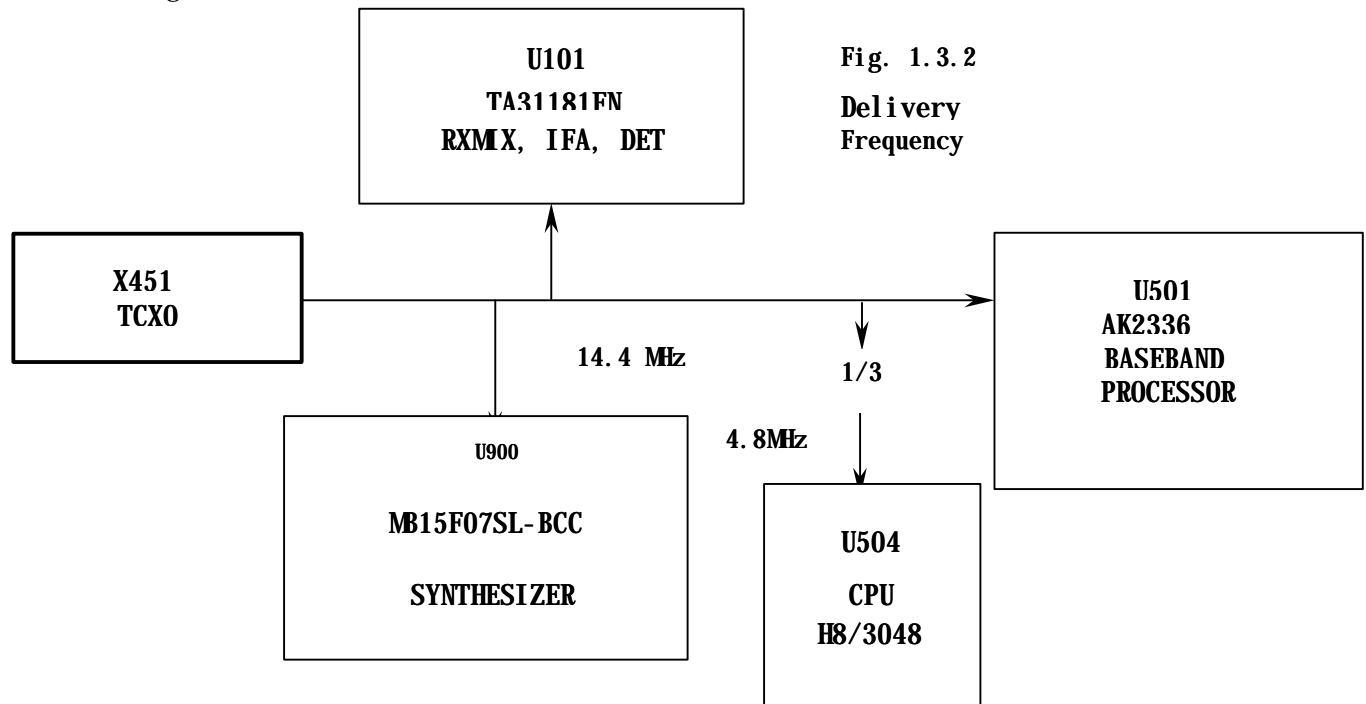 U101
TA31181FN
RXMIX, IFA, DET
Fig. 1.3.2
Delivery
Frequency
X451
TCXO
14.4 MHz
1/3
4.8MHz
U501
AK2336
BASEBAND
PROCESSOR
U900
MB15F07SL-BCC
SYNTHESIZER
U504
CPU
H8/3048